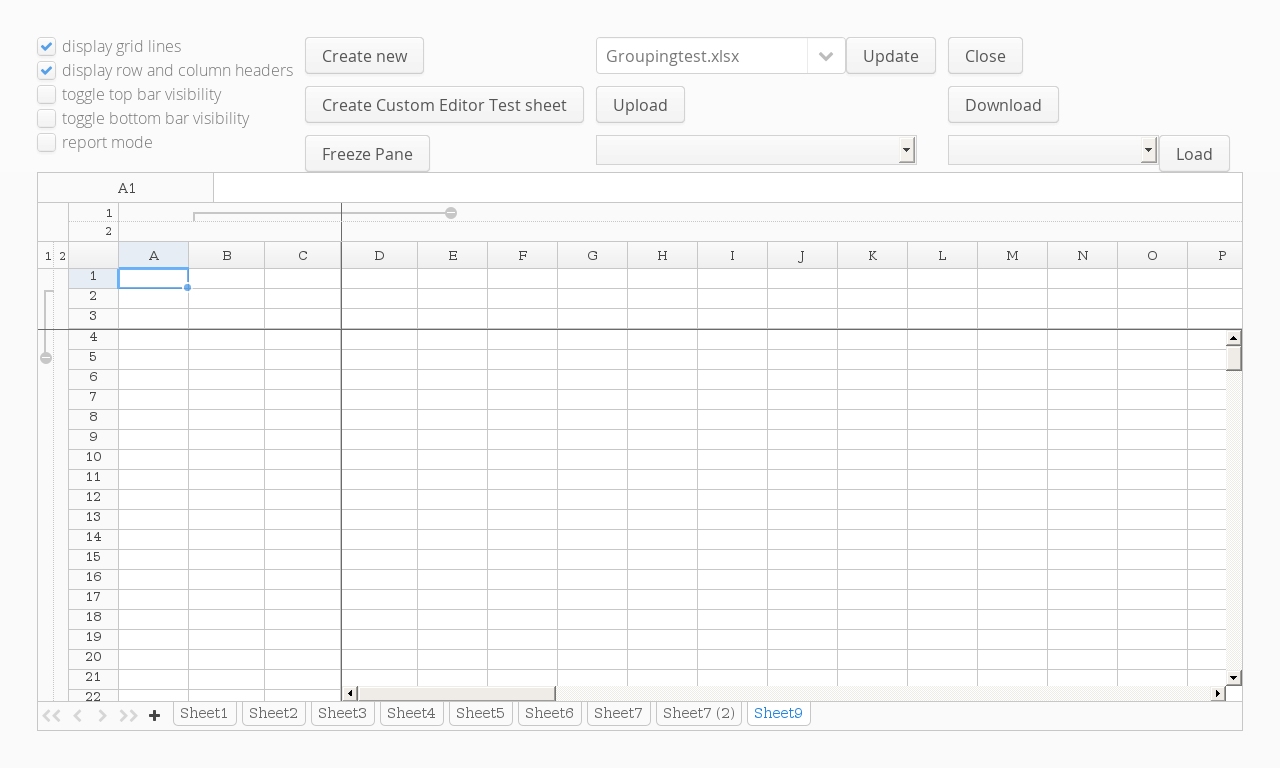 display grid lines
display row and column headers
toggle top bar visibility
toggle bottom bar visibility
report mode
Create new
Groupingtest.xlsx
Update
Close
Create Custom Editor Test sheet
Upload
Download
Freeze Pane
Load
A1
1
2
1 2
A B C D E F G H I J K L M N O P
1
2
3
4
5
6
7
8
9
10
11
12
13
14
15
16
17
18
19
20
21
22
Sheet1 Sheet2 Sheet3 Sheet4 Sheet5 Sheet6 Sheet7 Sheet7 (2) Sheet9